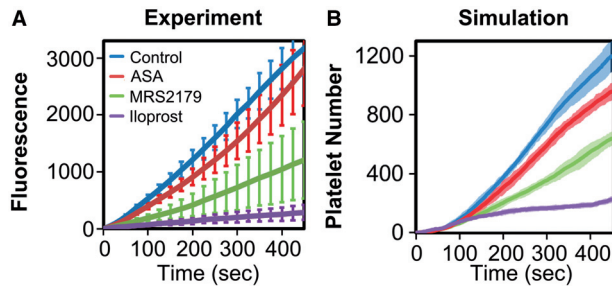 A Experiment
Fluorescence
3000
2000
1000
0
Control
ASA
MRS2179
Iloprost
0 100 200 300 400
Time (sec)
B Simulation
Platelet Number
1200
800
400
0
0 100 200 300 400
Time (sec)